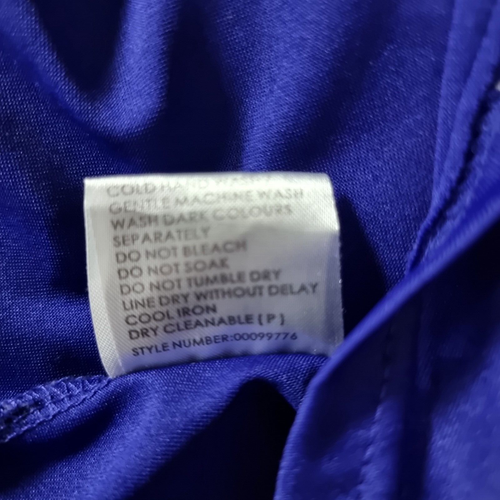 COLD HAND WASH /
GENTLE MACHINE WASH
WASH DARK COLOURS
SEPARATELY
DO NOT BLEACH
DO NOT SOAK
DO NOT TUMBLE DRY
LINE DRY WITHOUT DELAY
COOL IRON
DRY CLEANABLE ( P )
STYLE NUMBER:00099776